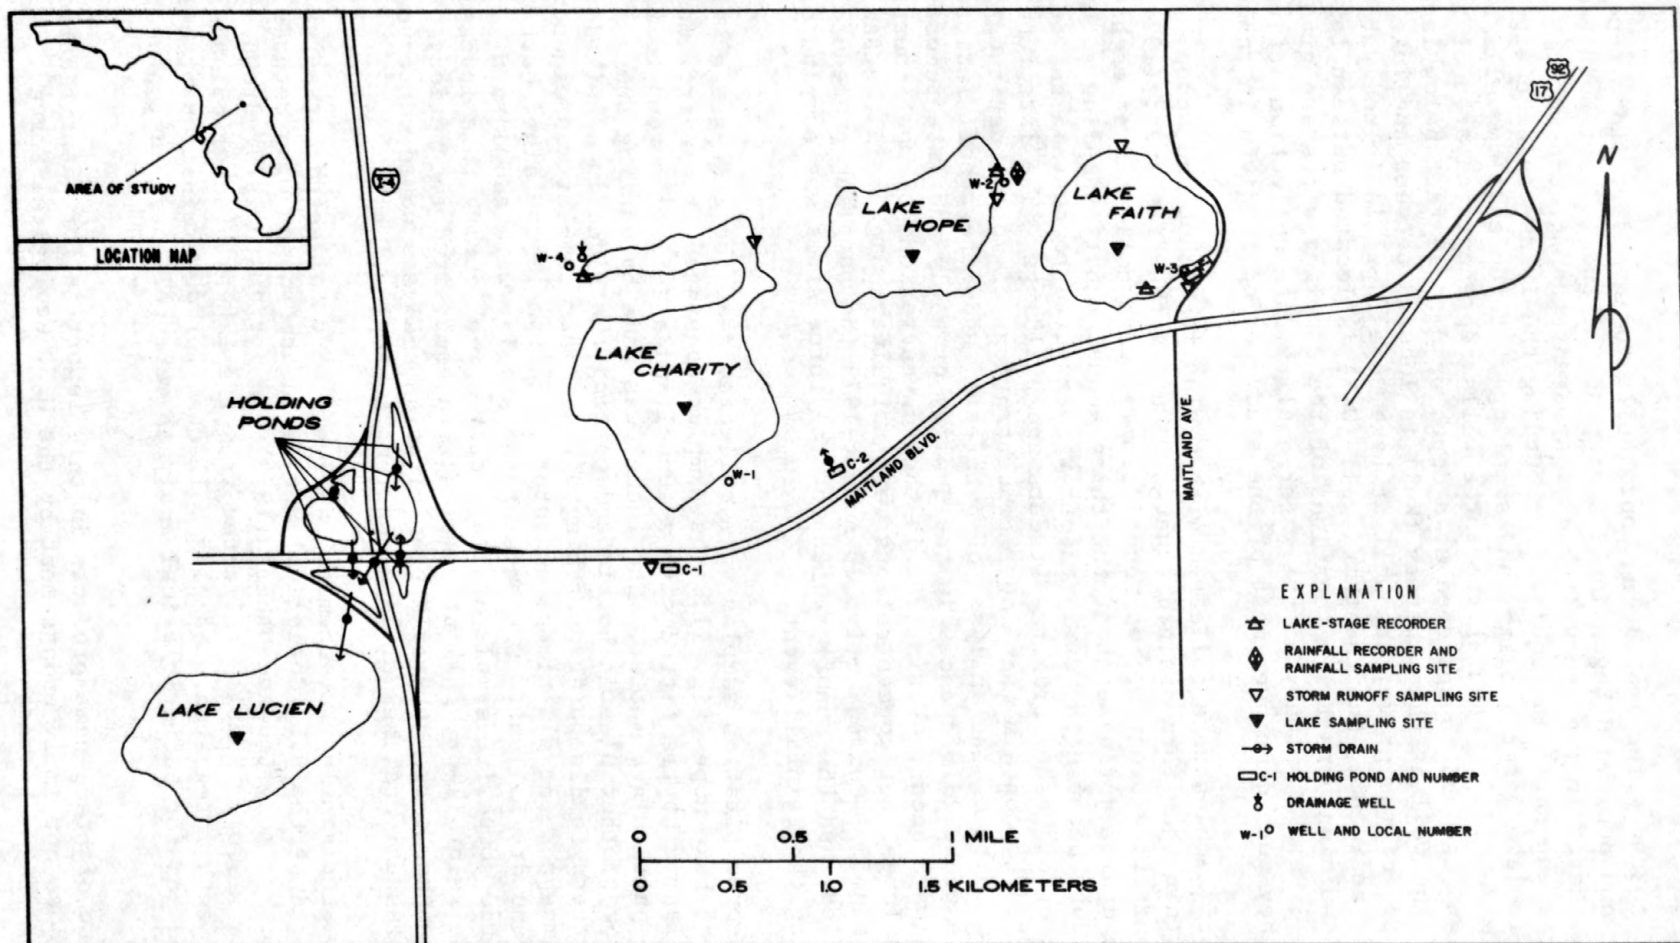 AREA OF STUDY
LOCATION MAP
I-4
92
17
N
W-2
LAKE
HOPE
LAKE
FAITH
W-3
W-4
LAKE
CHARITY
W-1
HOLDING
PONDS
C-2
MAITLAND BLVD.
MAITLAND AVE.
C-1
LAKE LUCIEN
EXPLANATION
LAKE-STAGE RECORDER
RAINFALL RECORDER AND
RAINFALL SAMPLING SITE
STORM RUNOFF SAMPLING SITE
LAKE SAMPLING SITE
STORM DRAIN
C-1 HOLDING POND AND NUMBER
DRAINAGE WELL
W-1 WELL AND LOCAL NUMBER
0 0.5 1 MILE
0 0.5 1.0 1.5 KILOMETERS